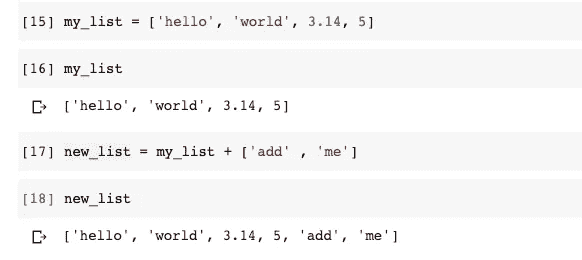 [15] my_list = ['hello', 'world', 3.14, 5]
[16] my_list
['hello', 'world', 3.14, 5]
[17] new_list = my_list + ['add' , 'me']
[18] new_list
['hello', 'world', 3.14, 5, 'add', 'me']